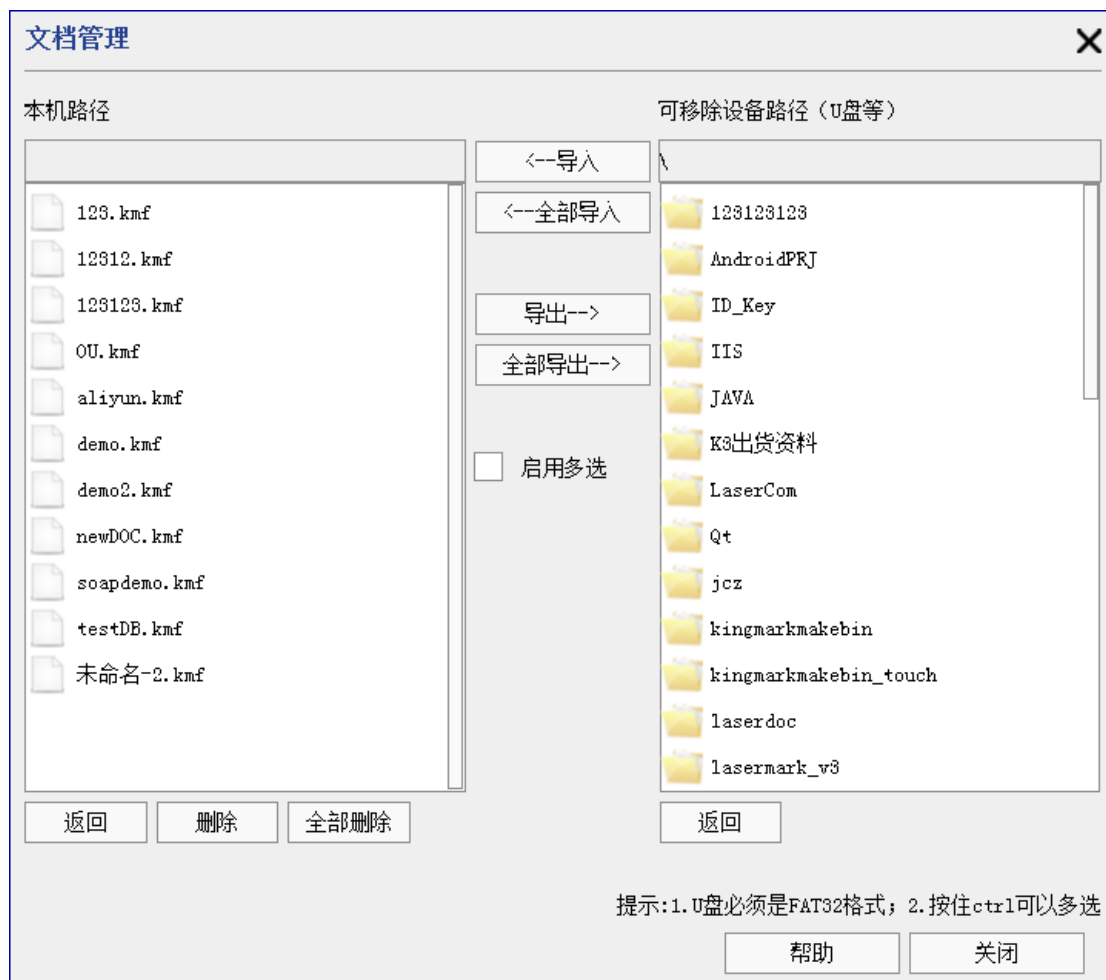 文档管理
本机路径
可移除设备路径（U盘等）
\
<--导入
<--全部导入
导出-->
全部导出-->
启用多选
123.kmf
12312.kmf
123123.kmf
OU.kmf
aliyun.kmf
demo.kmf
demo2.kmf
newDOC.kmf
soapdemo.kmf
testDB.kmf
未命名-2.kmf
123123123
AndroidPRJ
ID_Key
IIS
JAVA
K3出货资料
LaserCom
Qt
jcz
kingmarkmakebin
kingmarkmakebin_touch
laserdoc
lasermark_v3
返回
删除
全部删除
返回
提示:1.U盘必须是FAT32格式；2.按住ctrl可以多选
帮助
关闭